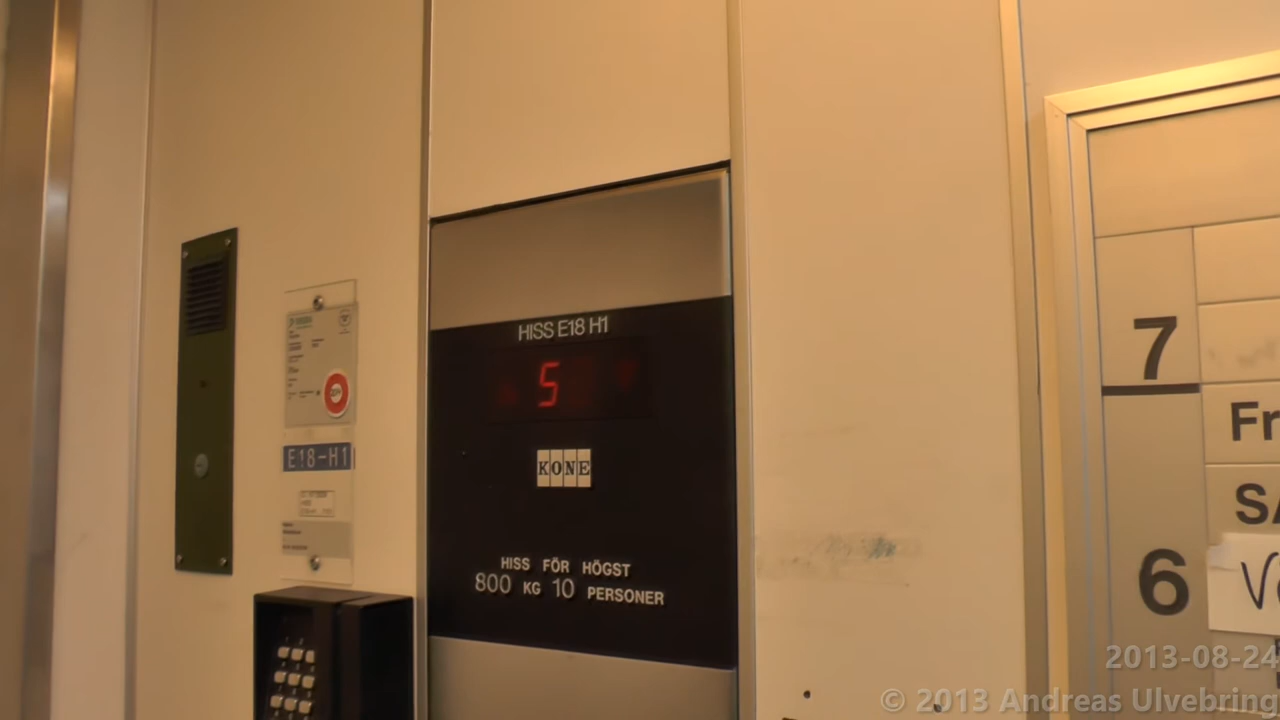 E18-H1
HISS E18 H1
5
KONE
HISS FÖR HÖGST
800 KG 10 PERSONER
7
Fr
SA
6
2013-08-24
© 2013 Andreas Ulvebring